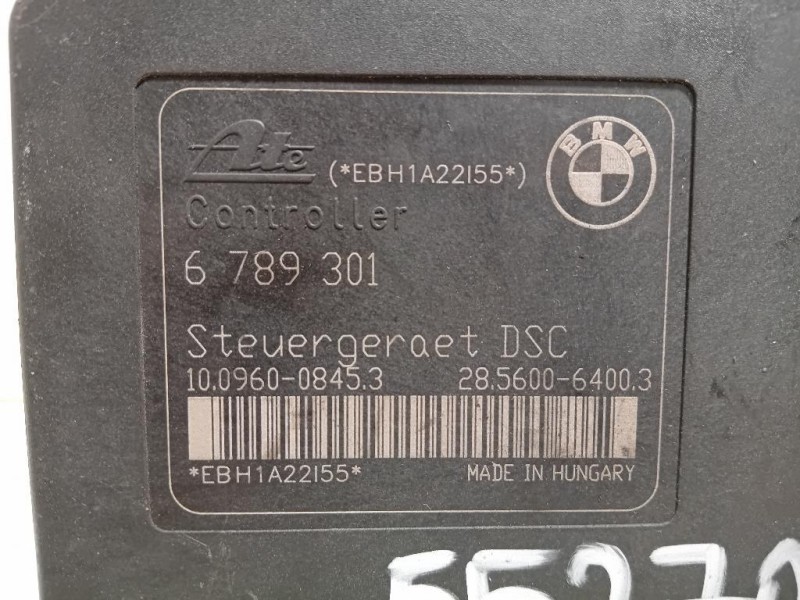 Ate (*EBH1A22I55*)
BMW
Controller
6 789 301
Steuergeraet DSC
10.0960-0845.3 28.5600-6400.3
*EBH1A22I55* MADE IN HUNGARY